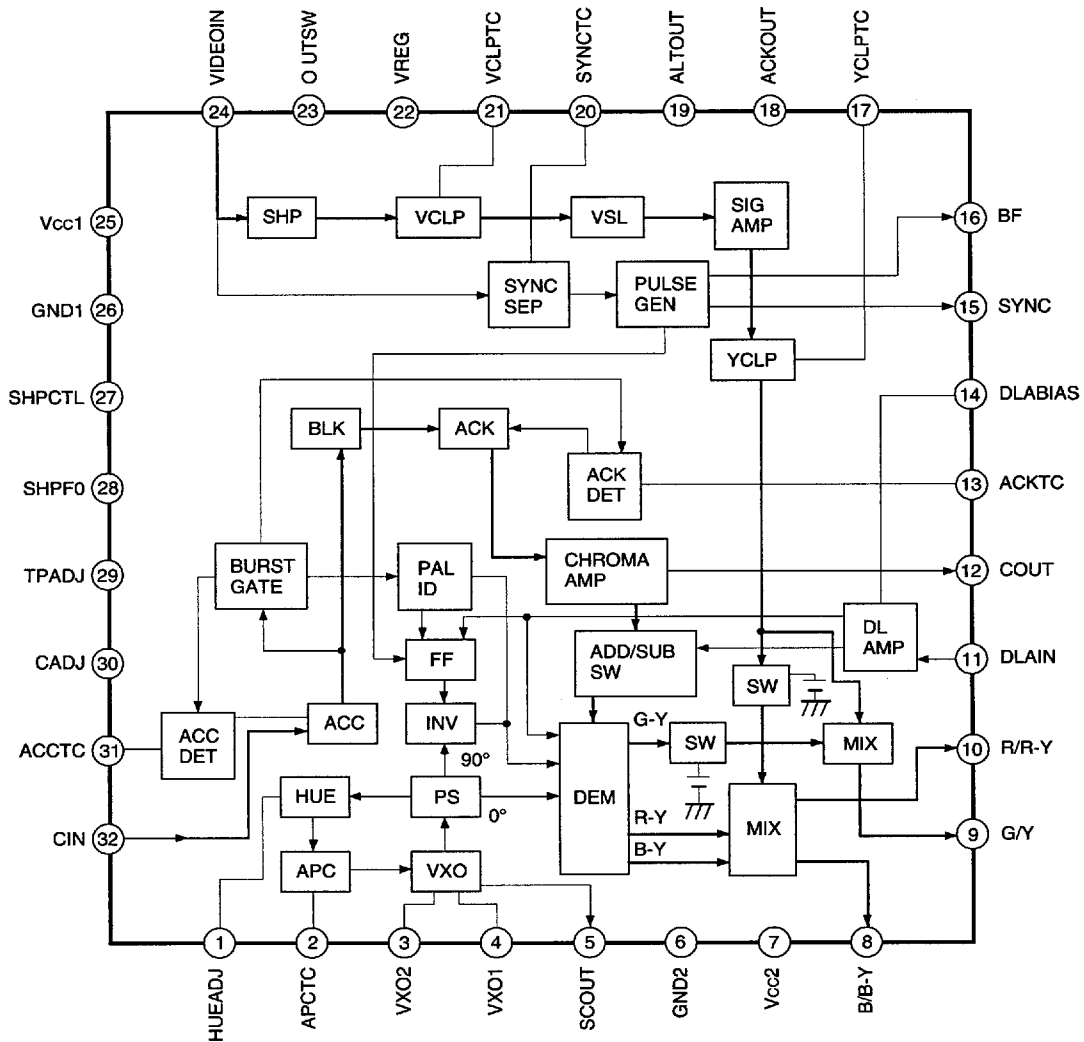 VIDEOIN
O UTSW
VREG
VCLPTC
SYNCTC
ALTOUT
ACKOUT
YCLPTC
24
23
22
21
20
19
18
17
SHP
VCLP
VSL
SIG
AMP
Vcc1 25
16 BF
SYNC
SEP
PULSE
GEN
GND1 26
15 SYNC
YCLP
SHPCTL 27
14 DLABIAS
BLK
ACK
ACK
DET
SHPF0 28
13 ACKTC
BURST
GATE
PAL
ID
CHROMA
AMP
TPADJ 29
12 COUT
DL
AMP
FF
ADD/SUB
SW
CADJ 30
11 DLAIN
SW
ACC
DET
ACC
INV
G-Y
SW
MIX
ACCTC 31
10 R/R-Y
90°
HUE
PS
0°
DEM
MIX
R-Y
B-Y
CIN 32
9 G/Y
APC
VXO
1
2
3
4
5
6
7
8
HUEADJ
APCTC
VXO2
VXO1
SCOUT
GND2
Vcc2
B/B-Y